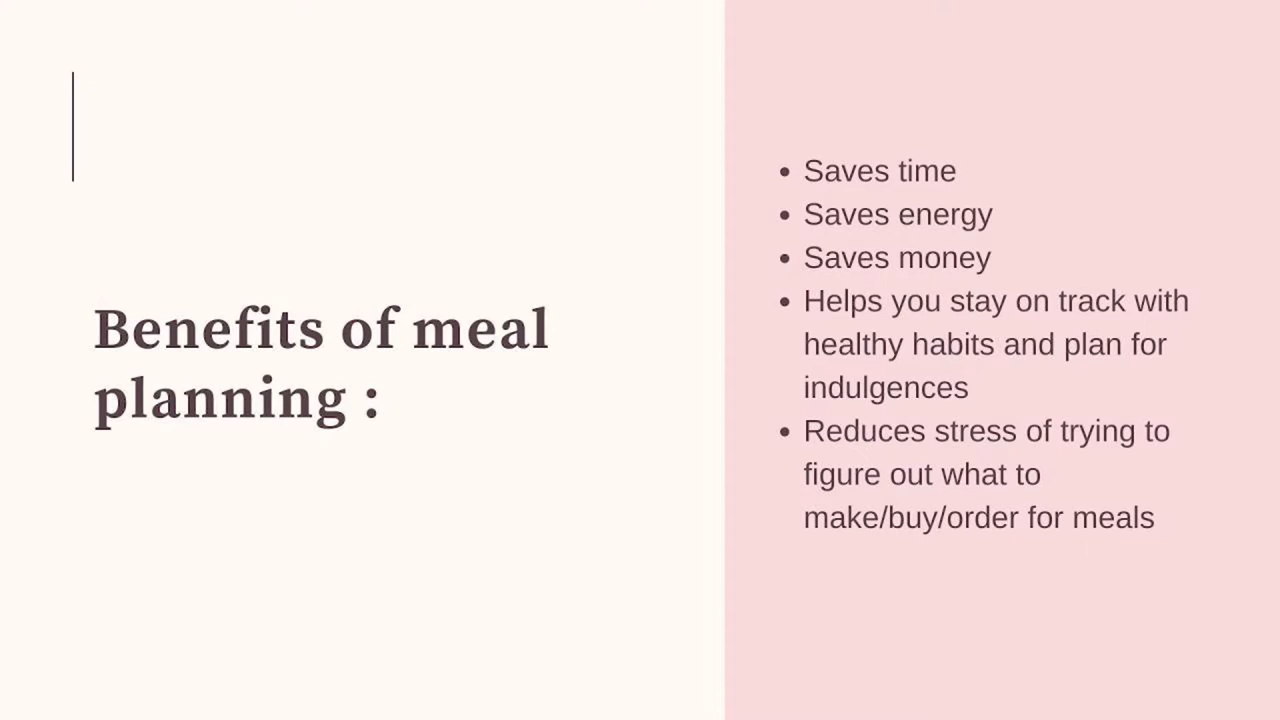 Benefits of meal
planning :
• Saves time
• Saves energy
• Saves money
• Helps you stay on track with
healthy habits and plan for
indulgences
• Reduces stress of trying to
figure out what to
make/buy/order for meals